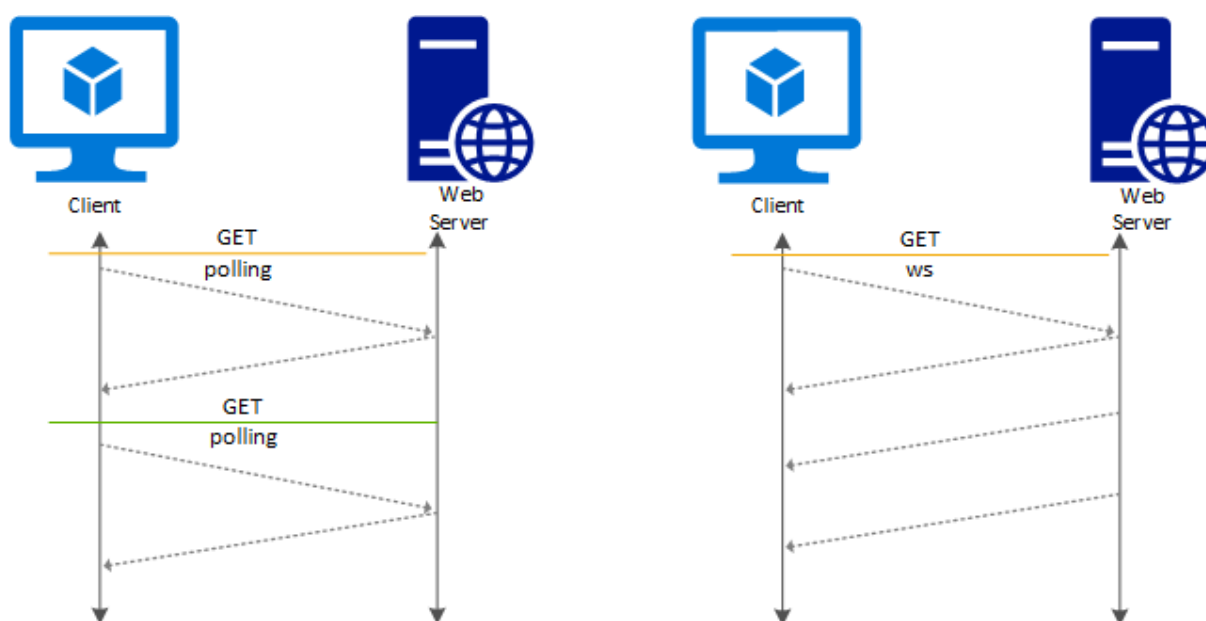 Client
Web
Server
GET
polling
GET
polling
Client
Web
Server
GET
ws